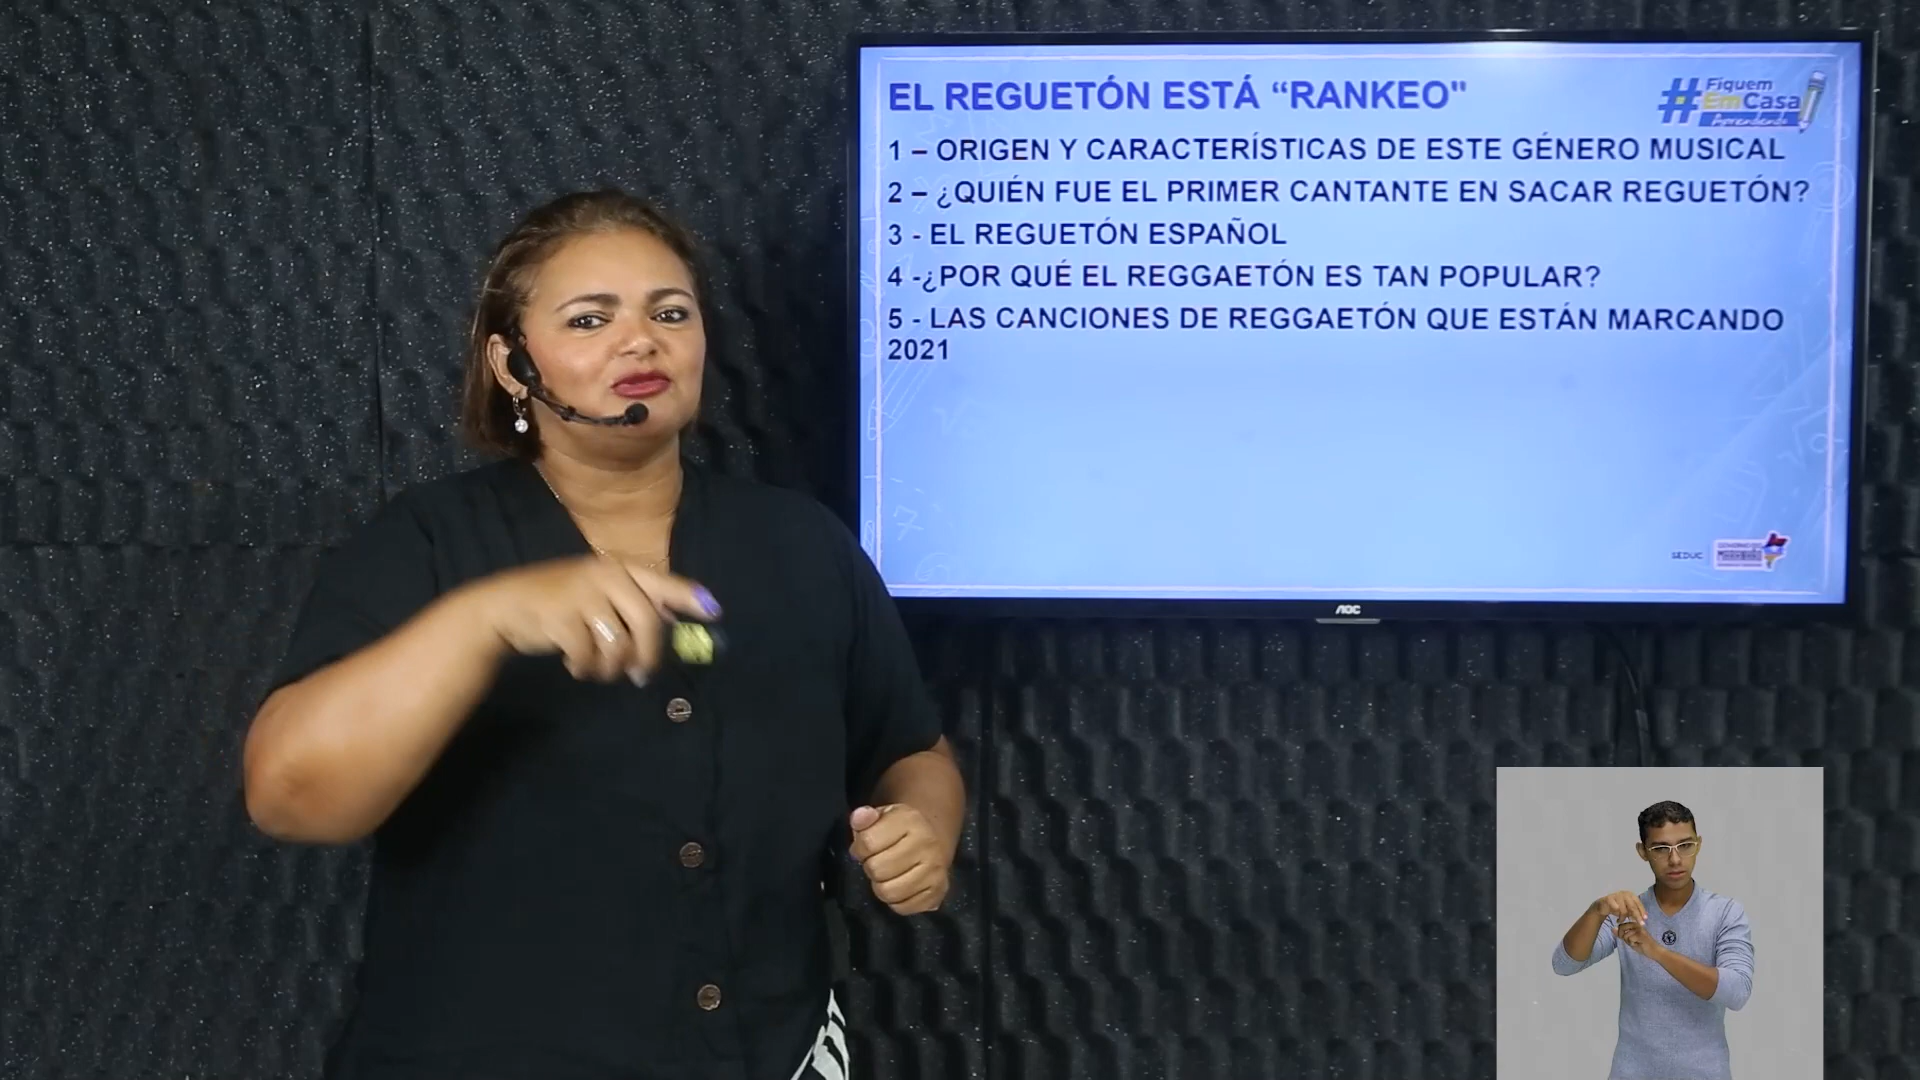 EL REGUETÓN ESTÁ “RANKEO"
#Fiquem
EmCasa
Aprendendo
1 – ORIGEN Y CARACTERÍSTICAS DE ESTE GÉNERO MUSICAL
2 – ¿QUIÉN FUE EL PRIMER CANTANTE EN SACAR REGUETÓN?
3 - EL REGUETÓN ESPAÑOL
4 -¿POR QUÉ EL REGGAETÓN ES TAN POPULAR?
5 - LAS CANCIONES DE REGGAETÓN QUE ESTÁN MARCANDO
2021
SEDUC
AOC